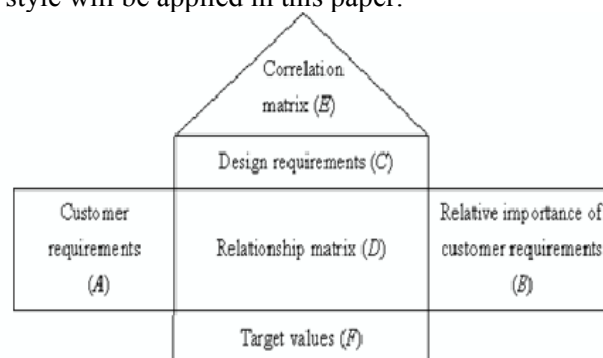 style will be applied in this paper.
Correlation
matrix (E)
Design requirements (C)
Customer
requirements
(A)
Relationship matrix (D)
Relative importance of
customer requirements
(B)
Target values (F)